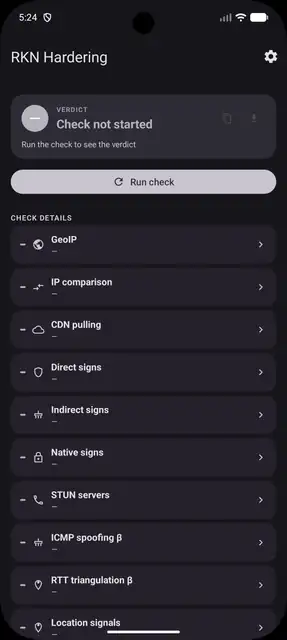 5:24
RKN Hardering
VERDICT
Check not started
Run the check to see the verdict
Run check
CHECK DETAILS
GeoIP
–
IP comparison
–
CDN pulling
–
Direct signs
–
Indirect signs
–
Native signs
–
STUN servers
–
ICMP spoofing β
–
RTT triangulation β
–
Location signals
–